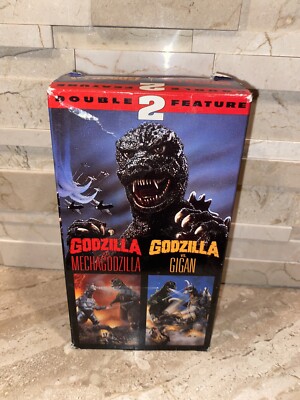 DOUBLE 2 FEATURE
GODZILLA
VS.
MECHAGODZILLA
GODZILLA
VS.
GIGAN